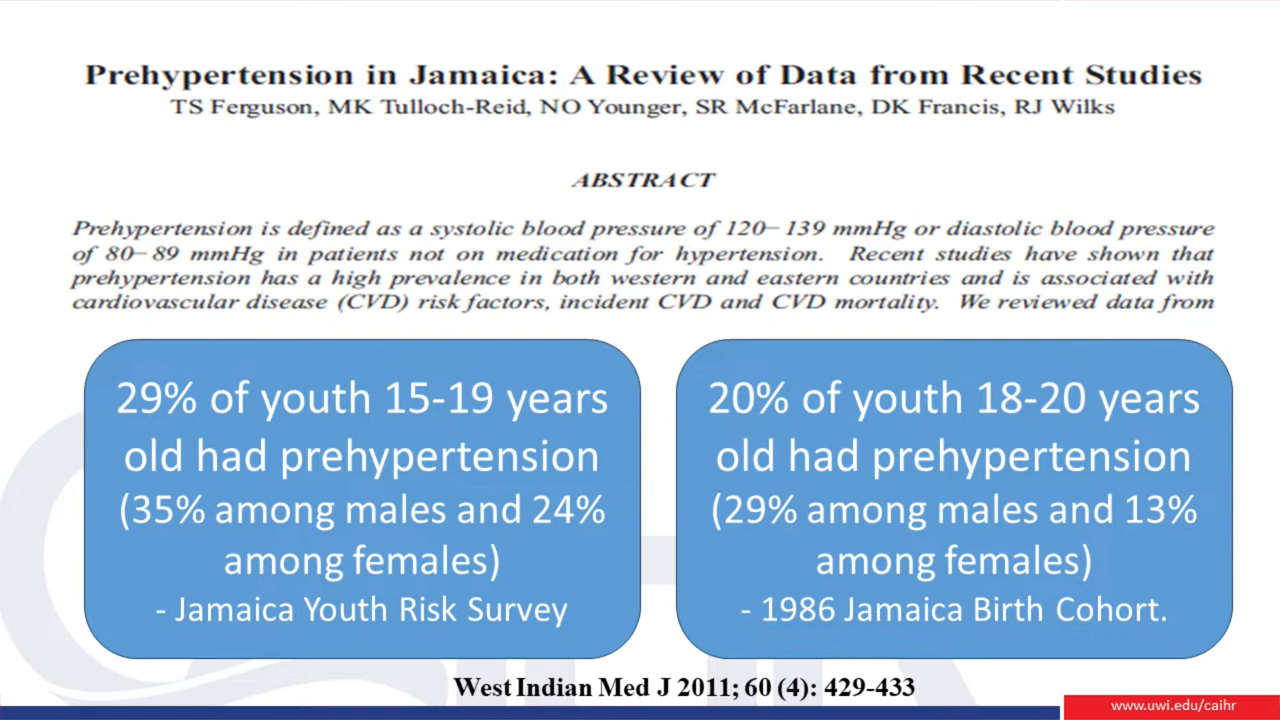 Prehypertension in Jamaica: A Review of Data from Recent Studies
TS Ferguson, MK Tulloch-Reid, NO Younger, SR McFarlane, DK Francis, RJ Wilks
ABSTRACT
Prehypertension is defined as a systolic blood pressure of 120–139 mmHg or diastolic blood pressure
of 80–89 mmHg in patients not on medication for hypertension. Recent studies have shown that
prehypertension has a high prevalence in both western and eastern countries and is associated with
cardiovascular disease (CVD) risk factors, incident CVD and CVD mortality. We reviewed data from
29% of youth 15-19 years
old had prehypertension
(35% among males and 24%
among females)
- Jamaica Youth Risk Survey
20% of youth 18-20 years
old had prehypertension
(29% among males and 13%
among females)
- 1986 Jamaica Birth Cohort.
West Indian Med J 2011; 60 (4): 429-433
www.uwi.edu/caihr